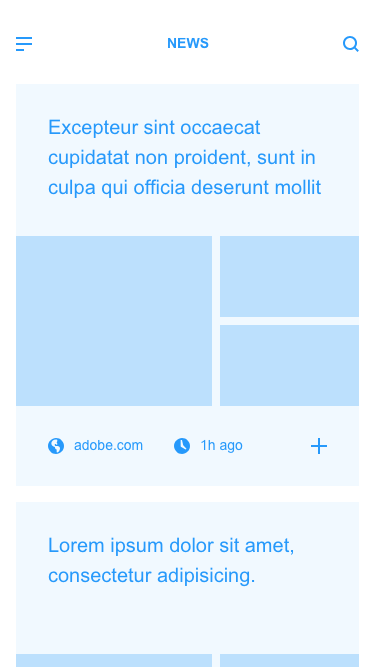 NEWS
Excepteur sint occaecat
cupidatat non proident, sunt in
culpa qui officia deserunt mollit
adobe.com
1h ago
Lorem ipsum dolor sit amet,
consectetur adipisicing.